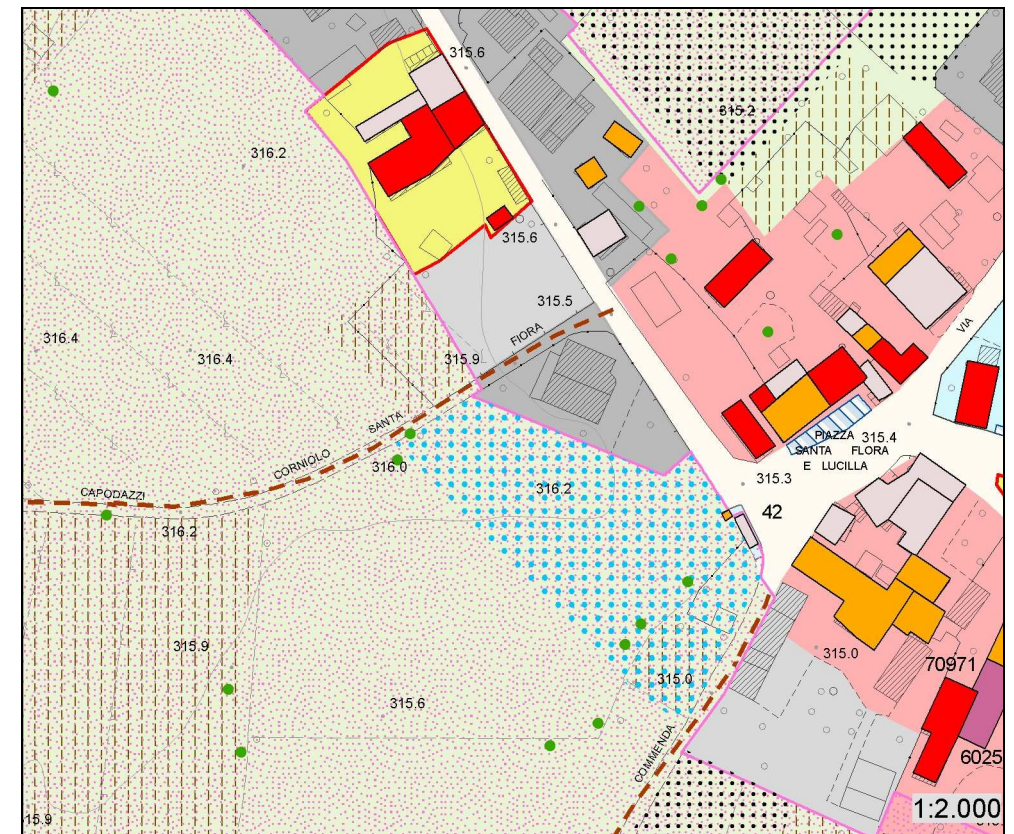 315.6
315.2
316.2
315.6
315.5
FIORA
VIA
316.4
316.4
315.9
SANTA
PIAZZA 315.4
SANTA FLORA
E LUCILLA
CORNIOLO
316.0
315.3
CAPODAZZI
316.2
42
316.2
315.9
315.0
70971
315.0
315.6
COMMENDA
6025
1:2.000